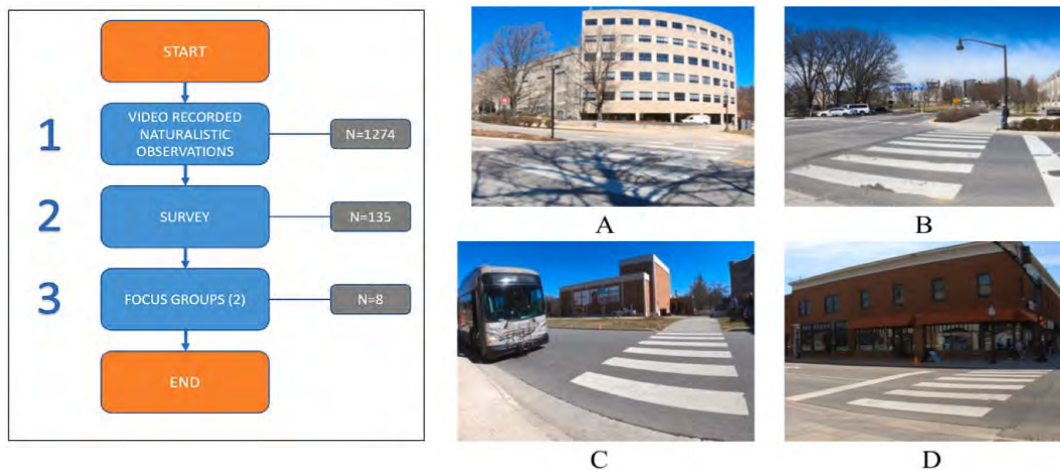 START
1
VIDEO RECORDED
NATURALISTIC
OBSERVATIONS
N=1274
2
SURVEY
N=135
3
FOCUS GROUPS (2)
N=8
END
A
B
C
D